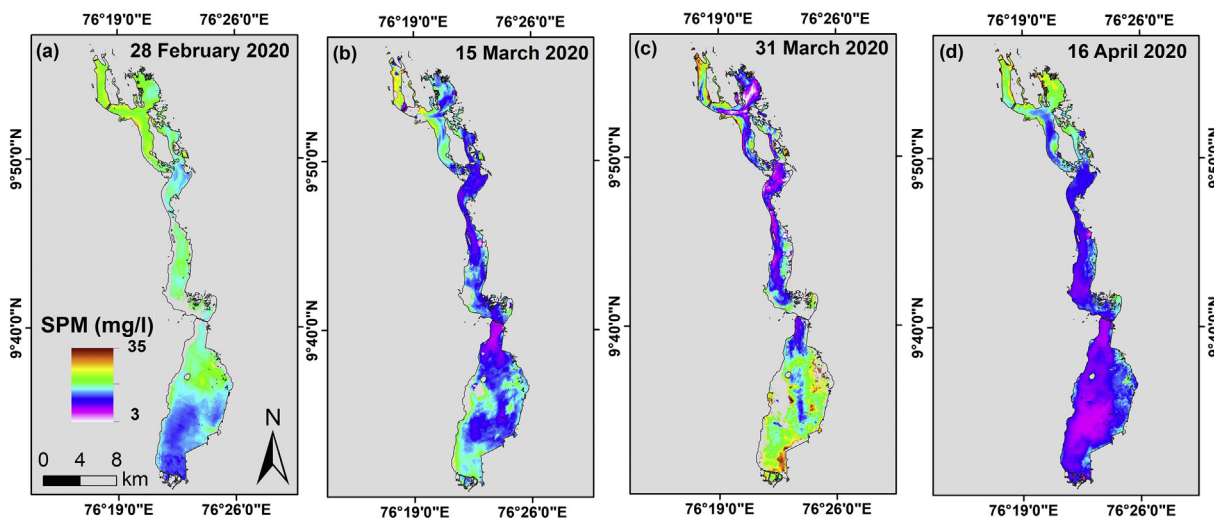 76°19'0"E 76°26'0"E 76°19'0"E 76°26'0"E 76°19'0"E 76°26'0"E 76°19'0"E 76°26'0"E
(a) 28 February 2020
(b) 15 March 2020
(c) 31 March 2020
(d) 16 April 2020
9°50'0"N 9°50'0"N 9°50'0"N 9°50'0"N
9°40'0"N 9°40'0"N 9°40'0"N 9°40'0"N
SPM (mg/l)
35
3
N
0 4 8
km
76°19'0"E 76°26'0"E 76°19'0"E 76°26'0"E 76°19'0"E 76°26'0"E 76°19'0"E 76°26'0"E